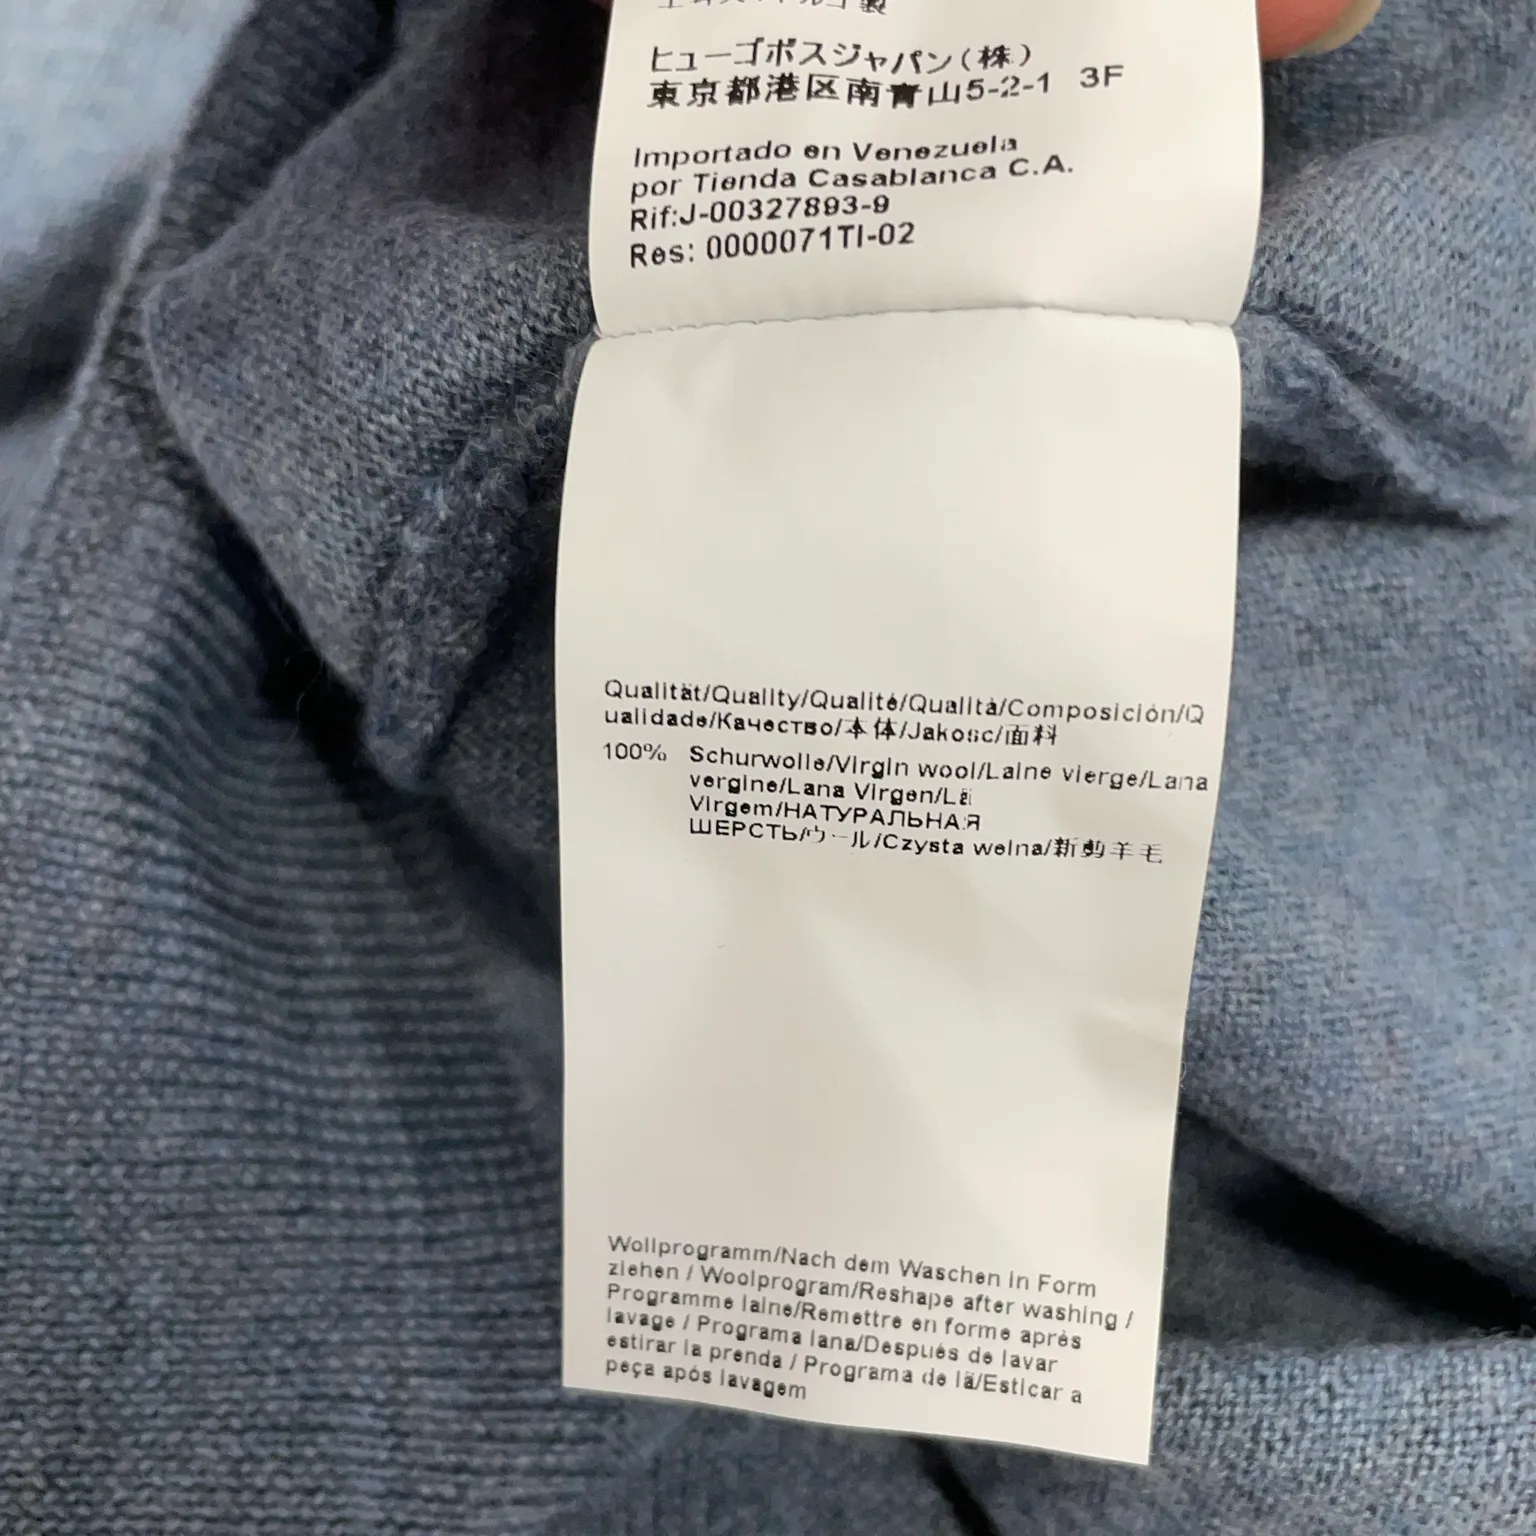 ヒューゴボスジャパン(株)
東京都港区南青山5-2-1 3F
Importado en Venezuela
por Tienda Casablanca C.A.
Rif:J-00327893-9
Res: 0000071TI-02
Qualität/Quality/Qualité/Qualità/Composición/Q
ualidade/Качество/本体/Jakosc/面料
100% Schurwolle/Virgin wool/Laine vierge/Lana
vergine/Lana Virgen/Lã
Virgem/НАТУРАЛЬНАЯ
ШЕРСТЬ/ウール/Czysta welna/新剪羊毛
Wollprogramm/Nach dem Waschen in Form
ziehen / Woolprogram/Reshape after washing /
Programme laine/Remettre en forme après
lavage / Programa lana/Después de lavar
estirar la prenda / Programa de lã/Esticar a
peça após lavagem